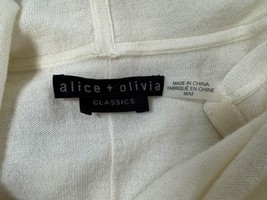 alice + olivia
CLASSICS
MADE IN CHINA
FABRIQUÉ EN CHINE
M/M